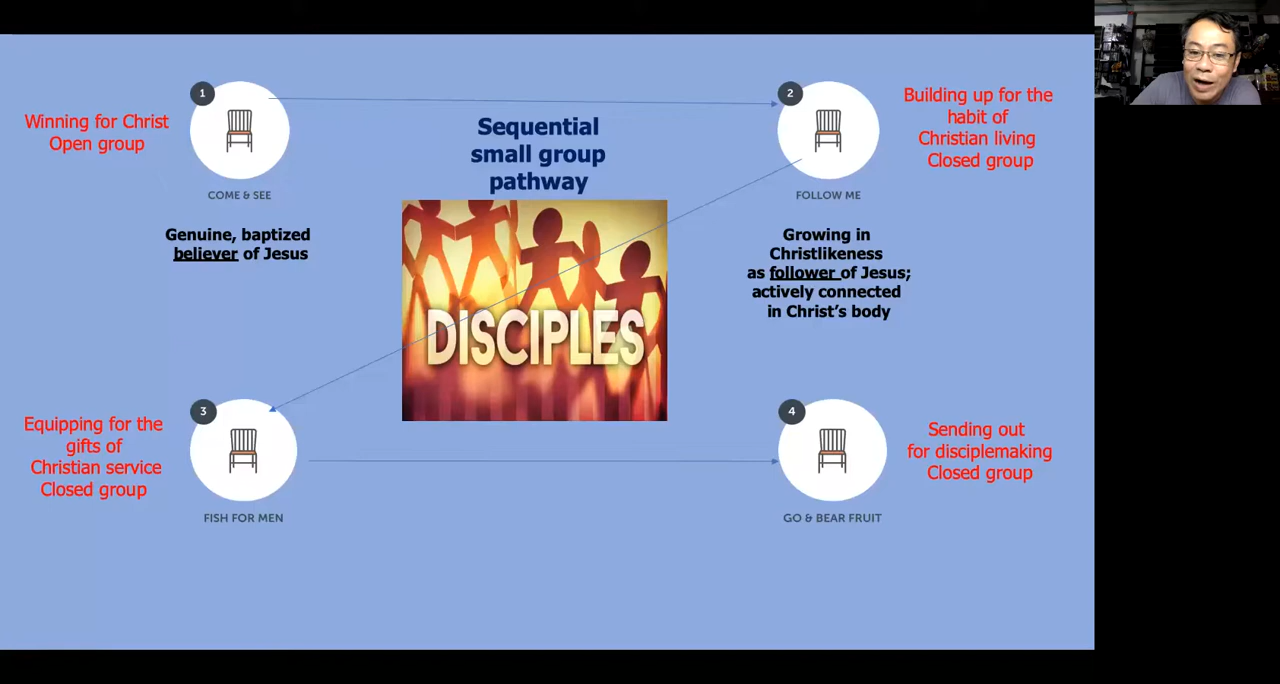 1
Winning for Christ
Open group
COME & SEE
Genuine, baptized
believer of Jesus
Sequential
small group
pathway
DISCIPLES
2
Building up for the
habit of
Christian living
Closed group
FOLLOW ME
Growing in
Christlikeness
as follower of Jesus;
actively connected
in Christ’s body
3
Equipping for the
gifts of
Christian service
Closed group
FISH FOR MEN
4
Sending out
for disciplemaking
Closed group
GO & BEAR FRUIT